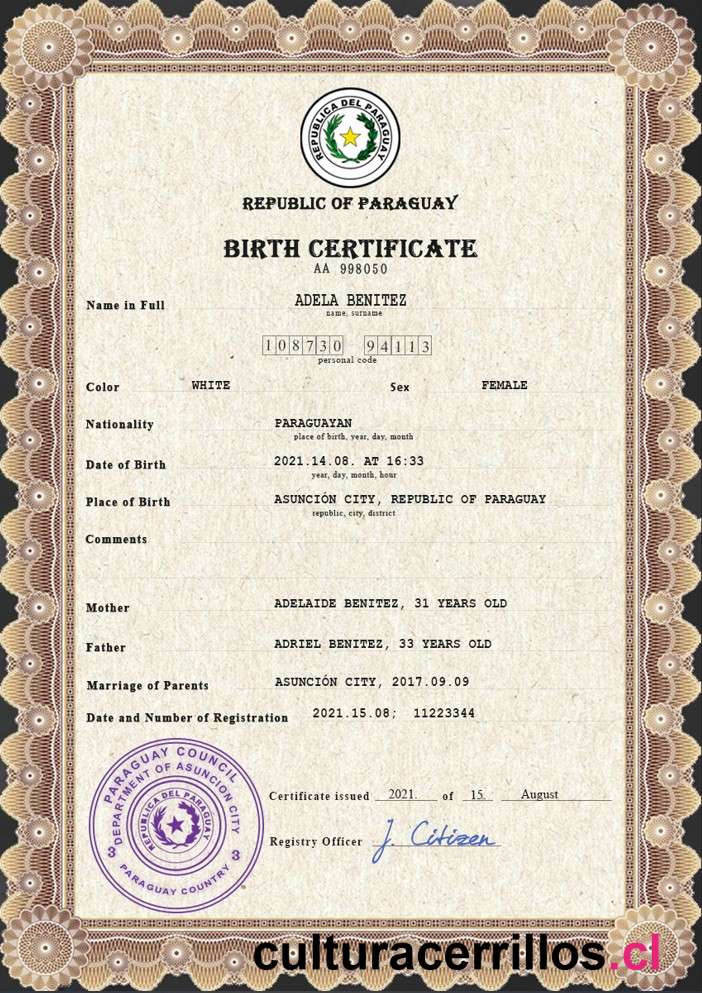 REPUBLICA DEL PARAGUAY
REPUBLIC OF PARAGUAY
BIRTH CERTIFICATE
AA 998050
Name in Full ADELA BENITEZ
name, surname
108730 94113
personal code
Color WHITE Sex FEMALE
Nationality PARAGUAYAN
place of birth, year, day, month
Date of Birth 2021.14.08. AT 16:33
year, day, month, hour
Place of Birth ASUNCIÓN CITY, REPUBLIC OF PARAGUAY
republic, city, district
Comments
Mother ADELAIDE BENITEZ, 31 YEARS OLD
Father ADRIEL BENITEZ, 33 YEARS OLD
Marriage of Parents ASUNCIÓN CITY, 2017.09.09
Date and Number of Registration 2021.15.08; 11223344
PARAGUAY COUNCIL
DEPARTMENT OF ASUNCION CITY
REPUBLICA DEL PARAGUAY
3 3
PARAGUAY COUNTRY
Certificate issued 2021. of 15. August
Registry Officer J. Citizen
culturacerrillos.cl